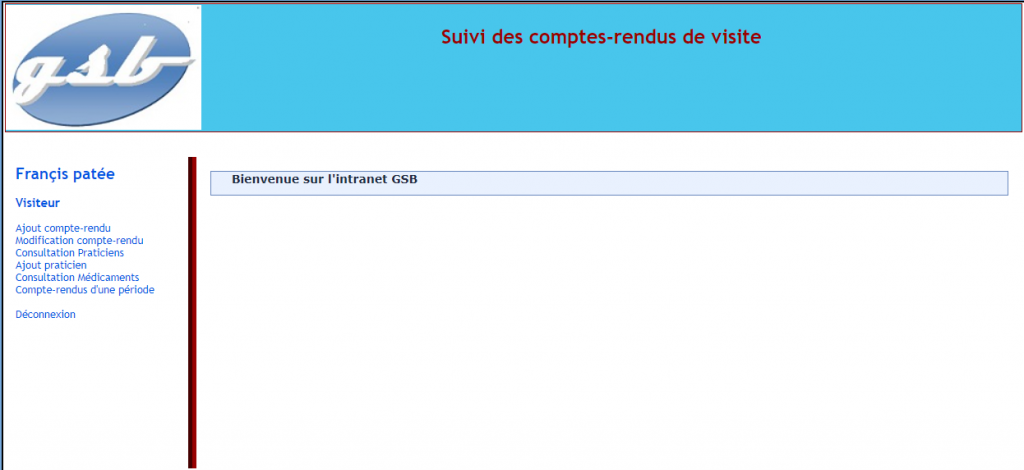 gsb
Suivi des comptes-rendus de visite
Françis patée
Visiteur
Ajout compte-rendu
Modification compte-rendu
Consultation Praticiens
Ajout praticien
Consultation Médicaments
Compte-rendus d'une période
Déconnexion
Bienvenue sur l'intranet GSB